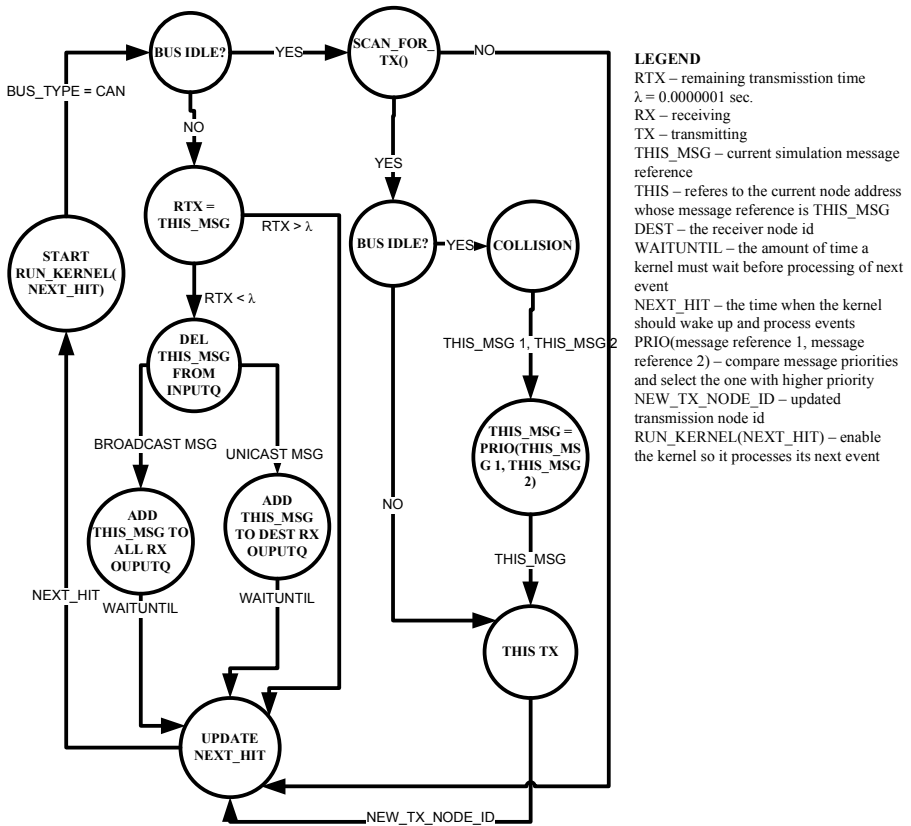 BUS IDLE?
YES
SCAN_FOR_
TX()
NO
BUS_TYPE = CAN
NO
YES
RTX =
THIS_MSG
RTX > λ
BUS IDLE?
YES
COLLISION
START
RUN_KERNEL(
NEXT_HIT)
RTX < λ
DEL
THIS_MSG
FROM
INPUTQ
THIS_MSG 1, THIS_MSG 2
BROADCAST MSG
UNICAST MSG
THIS_MSG =
PRIO(THIS_MS
G 1, THIS_MSG
2)
ADD
THIS_MSG TO
ALL RX
OUPUTQ
ADD
THIS_MSG
TO DEST RX
OUPUTQ
NO
THIS_MSG
NEXT_HIT
WAITUNTIL
WAITUNTIL
THIS TX
UPDATE
NEXT_HIT
NEW_TX_NODE_ID
LEGEND
RTX – remaining transmisstion time
λ = 0.0000001 sec.
RX – receiving
TX – transmitting
THIS_MSG – current simulation message
reference
THIS – referes to the current node address
whose message reference is THIS_MSG
DEST – the receiver node id
WAITUNTIL – the amount of time a
kernel must wait before processing of next
event
NEXT_HIT – the time when the kernel
should wake up and process events
PRIO(message reference 1, message
reference 2) – compare message priorities
and select the one with higher priority
NEW_TX_NODE_ID – updated
transmission node id
RUN_KERNEL(NEXT_HIT) – enable
the kernel so it processes its next event